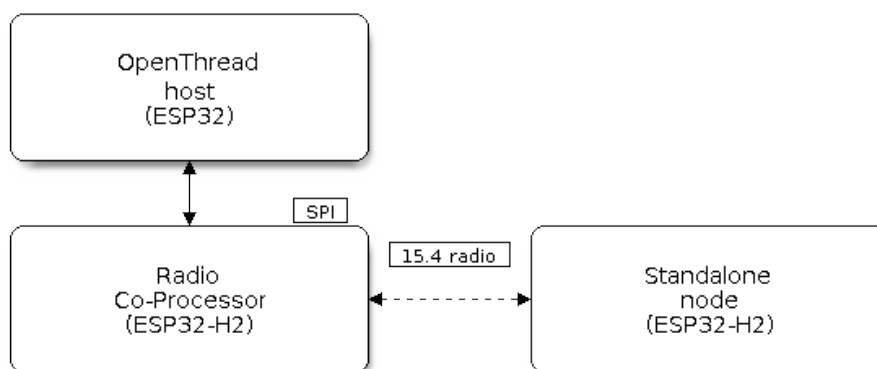 OpenThread
host
(ESP32)
SPI
15.4 radio
Radio
Co-Processor
(ESP32-H2)
Standalone
node
(ESP32-H2)